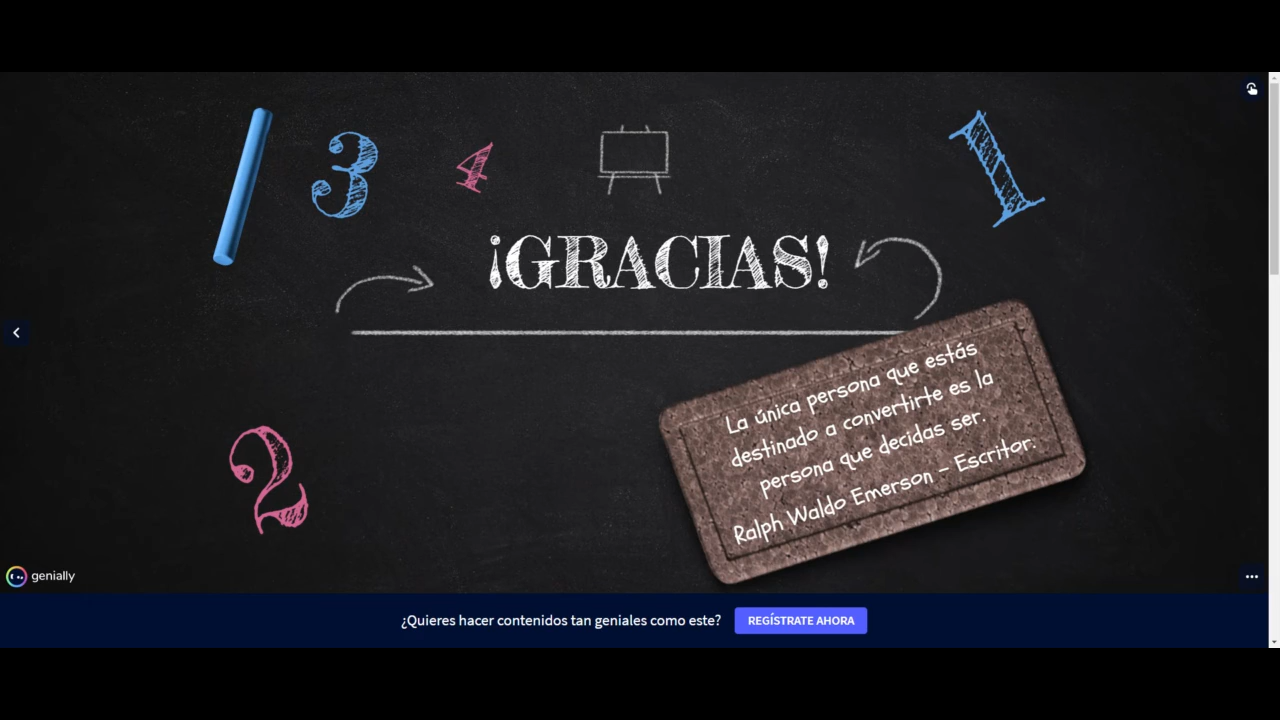 3
4
1
¡GRACIAS!
La única persona que estás
destinado a convertirte es la
persona que decidas ser.
Ralph Waldo Emerson - Escritor.
2
genially
¿Quieres hacer contenidos tan geniales como este?
REGÍSTRATE AHORA